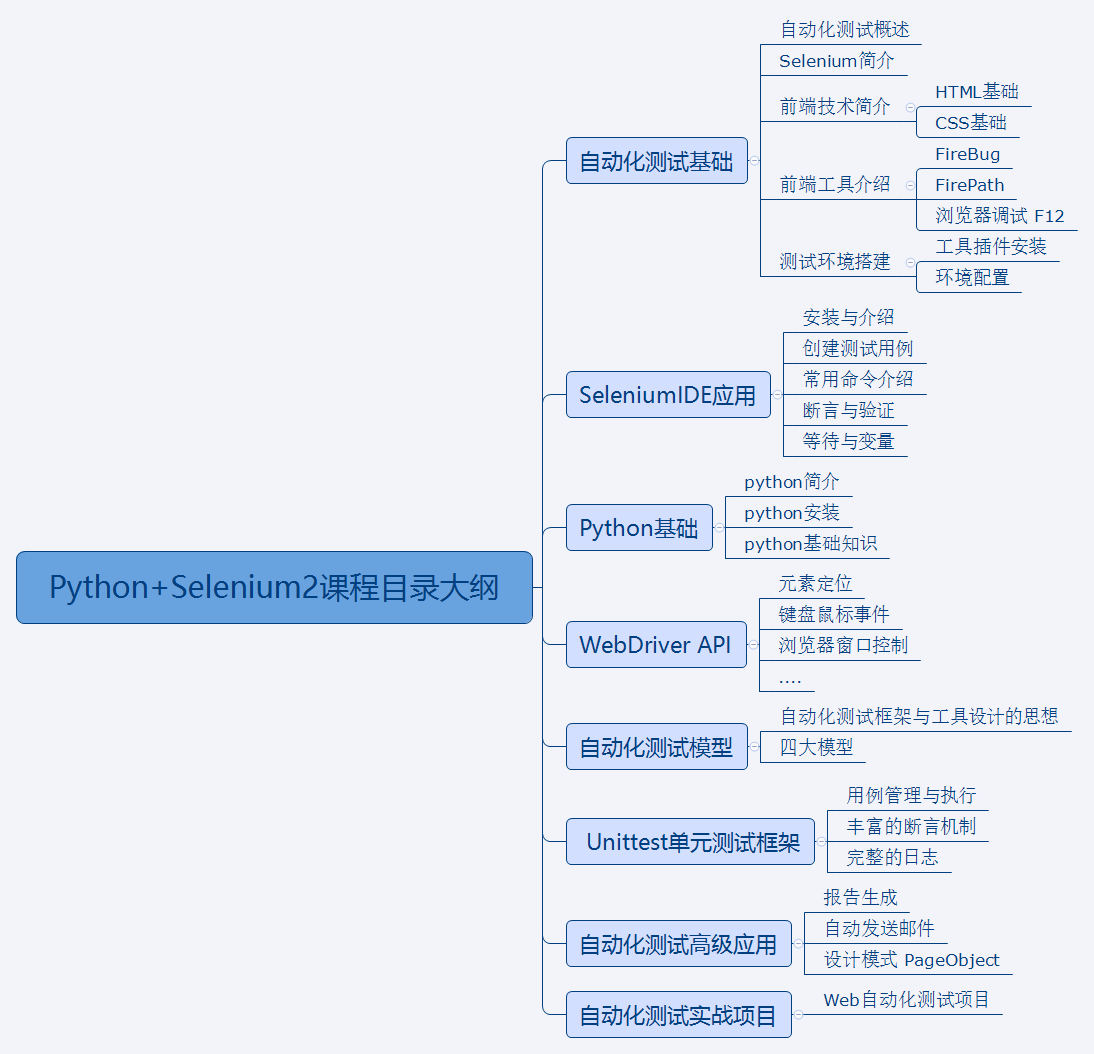 Python+Selenium2课程目录大纲
自动化测试基础
自动化测试概述
Selenium简介
前端技术简介
HTML基础
CSS基础
前端工具介绍
FireBug
FirePath
浏览器调试 F12
测试环境搭建
工具插件安装
环境配置
SeleniumIDE应用
安装与介绍
创建测试用例
常用命令介绍
断言与验证
等待与变量
Python基础
python简介
python安装
python基础知识
WebDriver API
元素定位
键盘鼠标事件
浏览器窗口控制
....
自动化测试模型
自动化测试框架与工具设计的思想
四大模型
Unittest单元测试框架
用例管理与执行
丰富的断言机制
完整的日志
自动化测试高级应用
报告生成
自动发送邮件
设计模式 PageObject
自动化测试实战项目
Web自动化测试项目